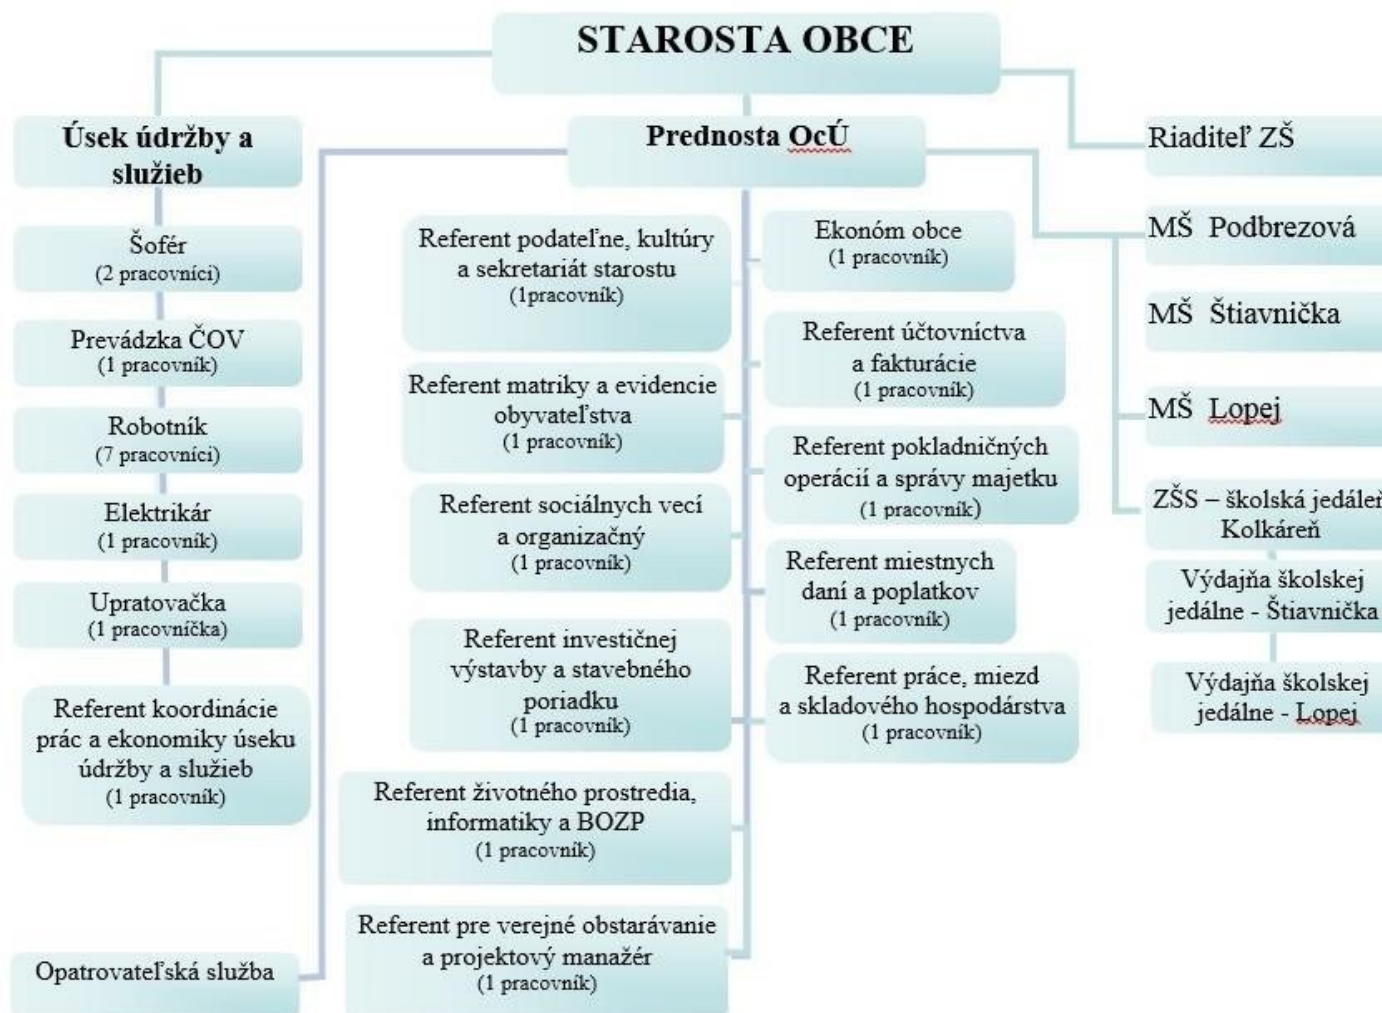 STAROSTA OBCE
Úsek údržby a
služieb
Šofér
(2 pracovníci)
Prevádzka ČOV
(1 pracovník)
Robotník
(7 pracovníci)
Elektrikár
(1 pracovník)
Upratovačka
(1 pracovníčka)
Referent koordinácie
prác a ekonomiky úseku
údržby a služieb
(1 pracovník)
Opatrovateľská služba
Prednosta OcÚ
Referent podateľne, kultúry
a sekretariát starostu
(1pracovník)
Referent matriky a evidencie
obyvateľstva
(1 pracovník)
Referent sociálnych vecí
a organizačný
(1 pracovník)
Referent investičnej
výstavby a stavebného
poriadku
(1 pracovník)
Referent životného prostredia,
informatiky a BOZP
(1 pracovník)
Referent pre verejné obstarávanie
a projektový manažér
(1 pracovník)
Ekonóm obce
(1 pracovník)
Referent účtovníctva
a fakturácie
(1 pracovník)
Referent pokladničných
operácií a správy majetku
(1 pracovník)
Referent miestnych
daní a poplatkov
(1 pracovník)
Referent práce, miezd
a skladového hospodárstva
(1 pracovník)
Riaditeľ ZŠ
MŠ Podbrezová
MŠ Štiavnička
MŠ Lopej
ZŠS – školská jedáleň
Kolkáreň
Výdajňa školskej
jedálne - Štiavnička
Výdajňa školskej
jedálne - Lopej